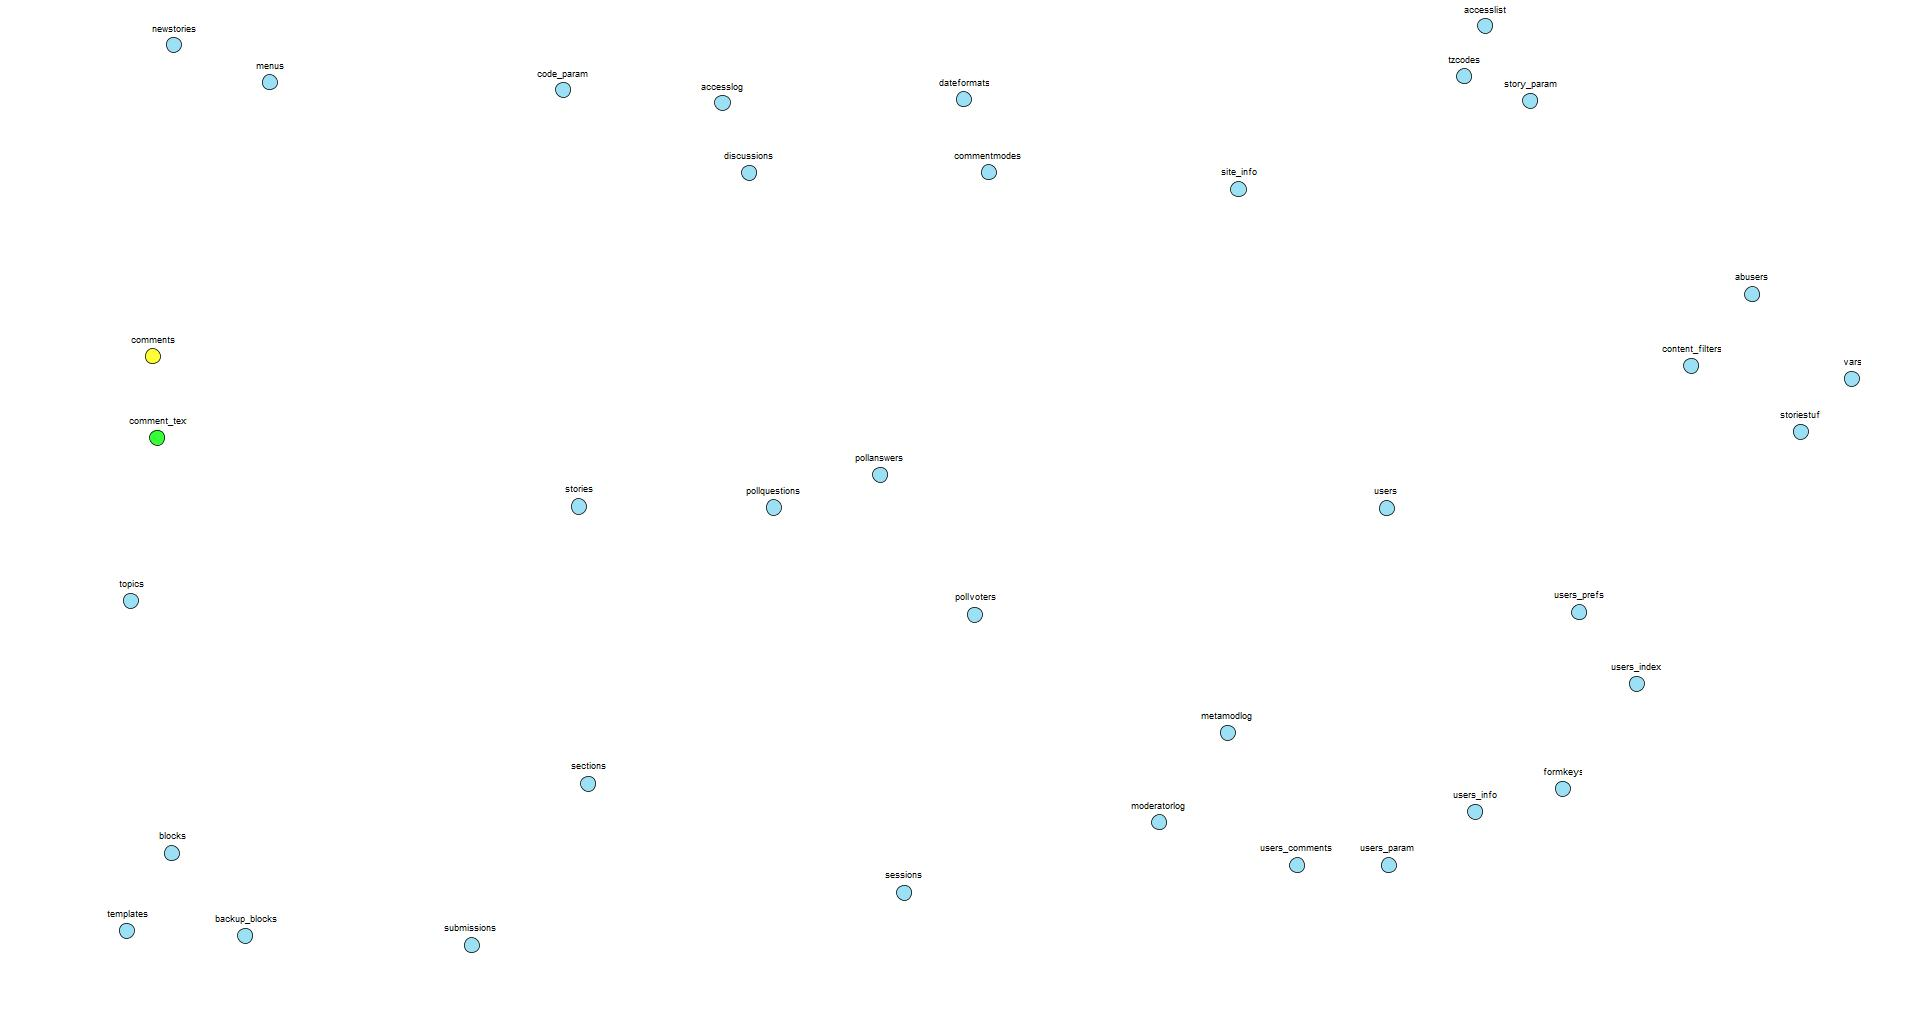 accesslist
newstories
tzcodes
menus
code_param
dateformats
story_param
accesslog
discussions
commentmodes
site_info
abusers
comments
content_filters
vars
storiestuf
comment_tex
pollanswers
stories
pollquestions
users
topics
users_prefs
pollvoters
users_index
metamodlog
sections
formkeys
users_info
moderatorlog
blocks
users_comments
users_param
sessions
templates
backup_blocks
submissions